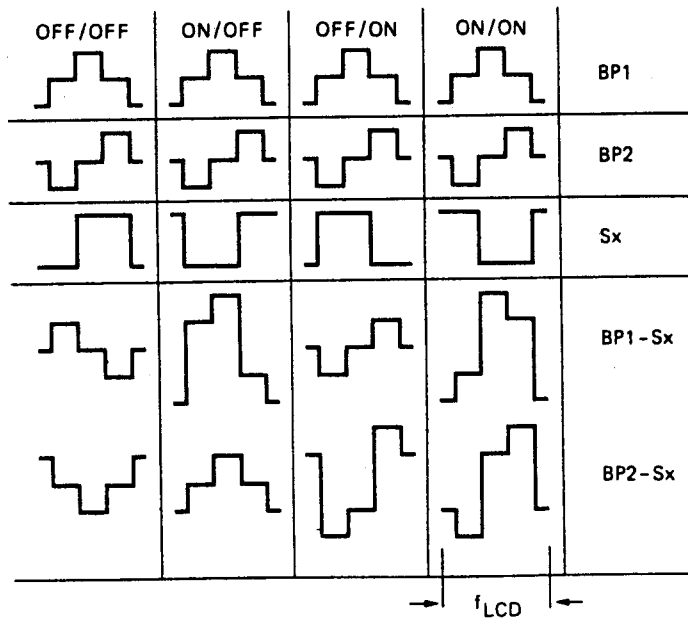 OFF/OFF ON/OFF OFF/ON ON/ON
BP1
BP2
Sx
BP1-Sx
BP2-Sx
fLCD